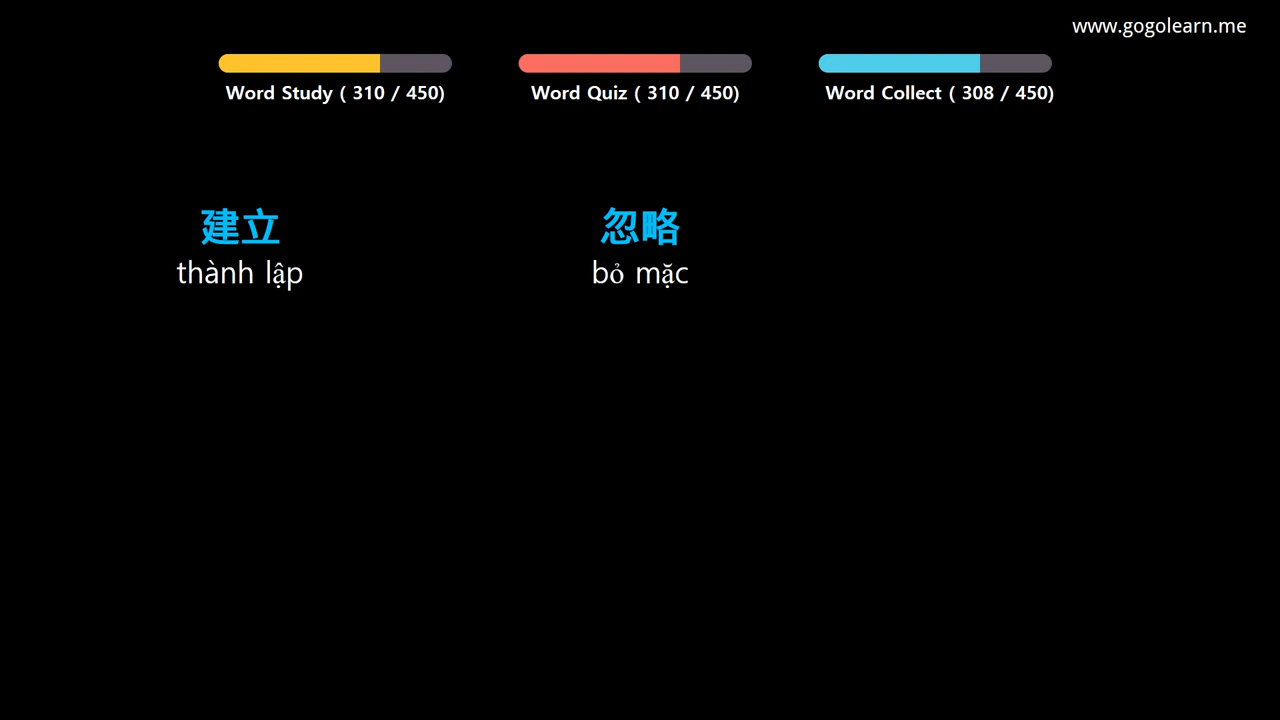 www.gogolearn.me
Word Study ( 310 / 450)
Word Quiz ( 310 / 450)
Word Collect ( 308 / 450)
建立
thành lập
忽略
bỏ mặc